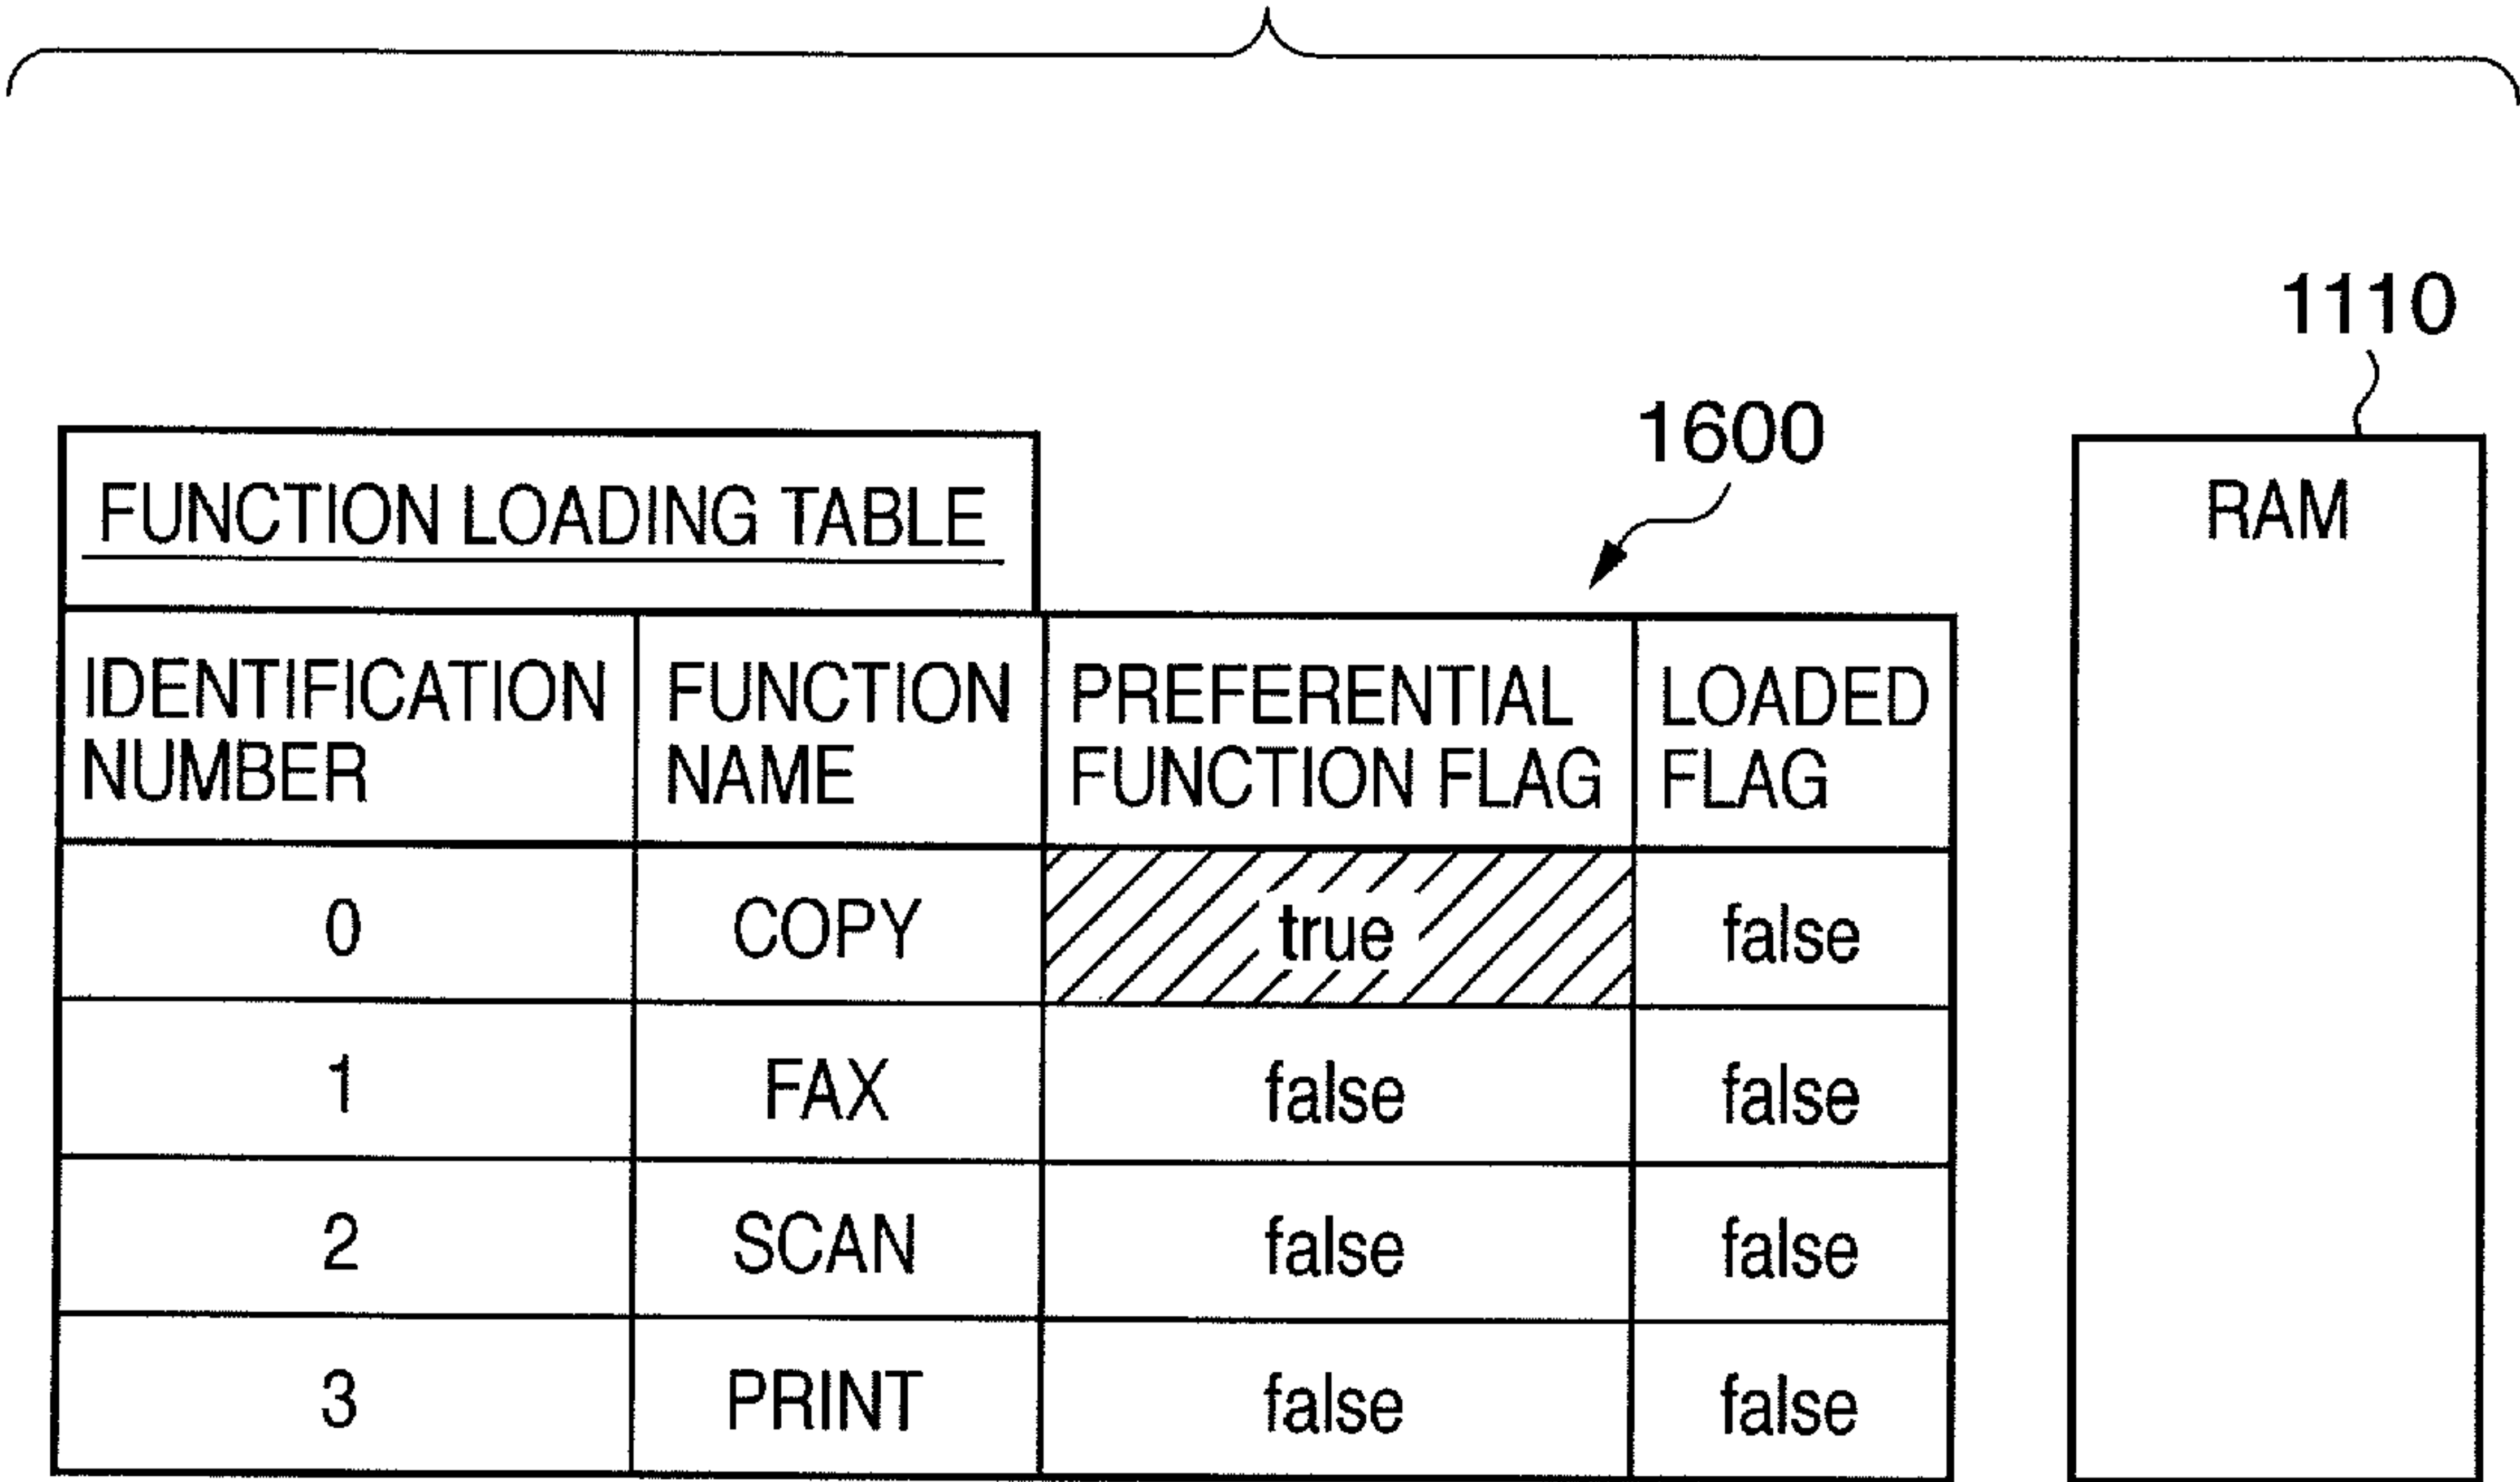 1110
1600
FUNCTION LOADING TABLE
RAM
IDENTIFICATION NUMBER FUNCTION NAME PREFERENTIAL FUNCTION FLAG LOADED FLAG
0 COPY true false
1 FAX false false
2 SCAN false false
3 PRINT false false